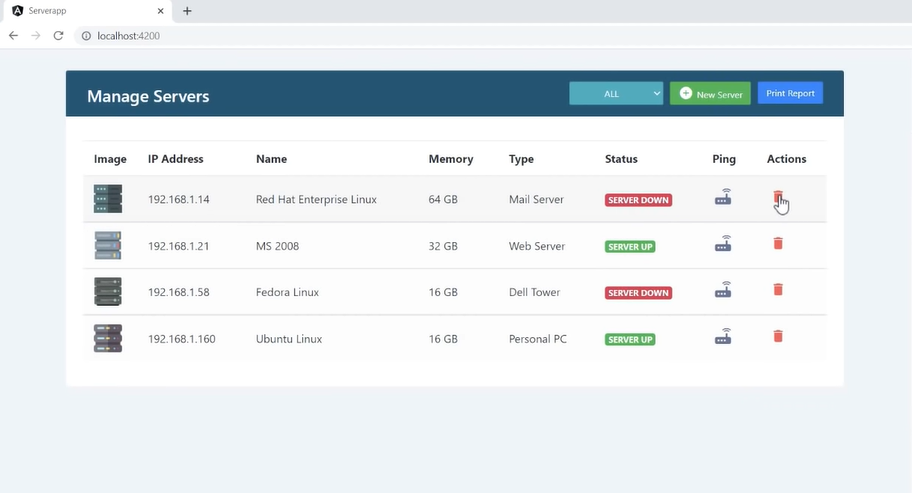 Serverapp
localhost:4200
Manage Servers
ALL
New Server
Print Report
Image IP Address Name Memory Type Status Ping Actions
192.168.1.14 Red Hat Enterprise Linux 64 GB Mail Server SERVER DOWN
192.168.1.21 MS 2008 32 GB Web Server SERVER UP
192.168.1.58 Fedora Linux 16 GB Dell Tower SERVER DOWN
192.168.1.160 Ubuntu Linux 16 GB Personal PC SERVER UP